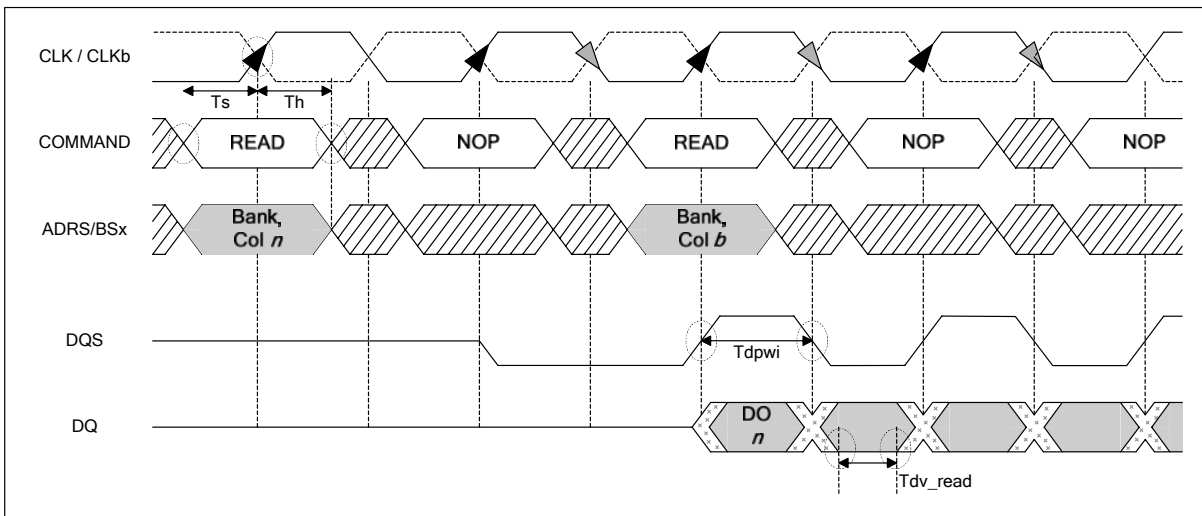 CLK / CLKb
Ts Th
COMMAND READ NOP READ NOP NOP
ADRS/BSx Bank, Col n Bank, Col b
DQS
Tdpwi
DQ DO n
Tdv_read